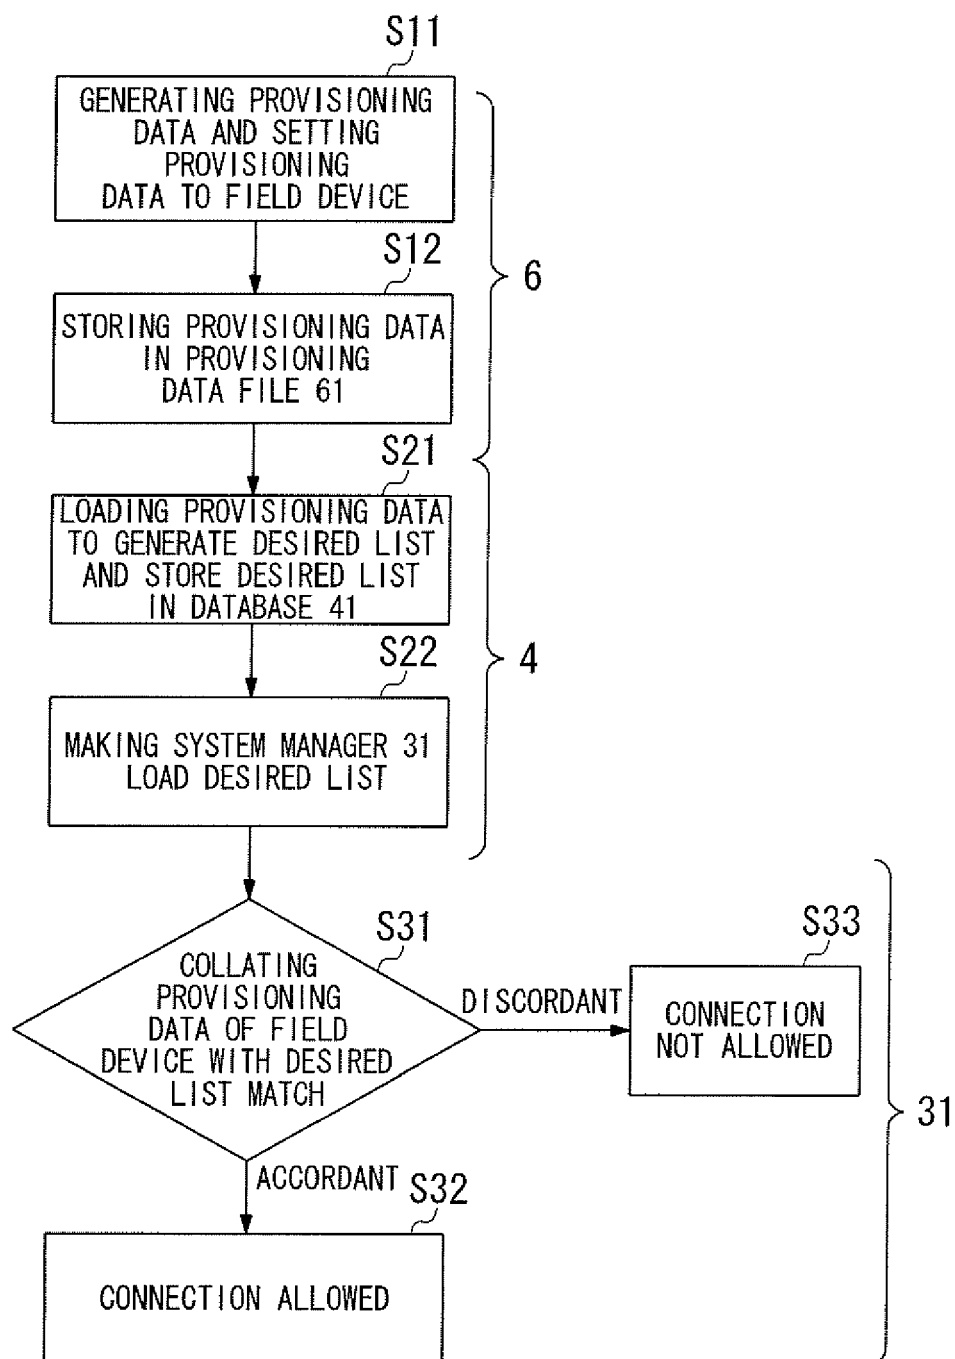 S11
GENERATING PROVISIONING
DATA AND SETTING
PROVISIONING
DATA TO FIELD DEVICE
S12
STORING PROVISIONING DATA
IN PROVISIONING
DATA FILE 61
6
S21
LOADING PROVISIONING DATA
TO GENERATE DESIRED LIST
AND STORE DESIRED LIST
IN DATABASE 41
S22
MAKING SYSTEM MANAGER 31
LOAD DESIRED LIST
4
S31
COLLATING
PROVISIONING
DATA OF FIELD
DEVICE WITH DESIRED
LIST MATCH
DISCORDANT
S33
CONNECTION
NOT ALLOWED
31
ACCORDANT
S32
CONNECTION ALLOWED